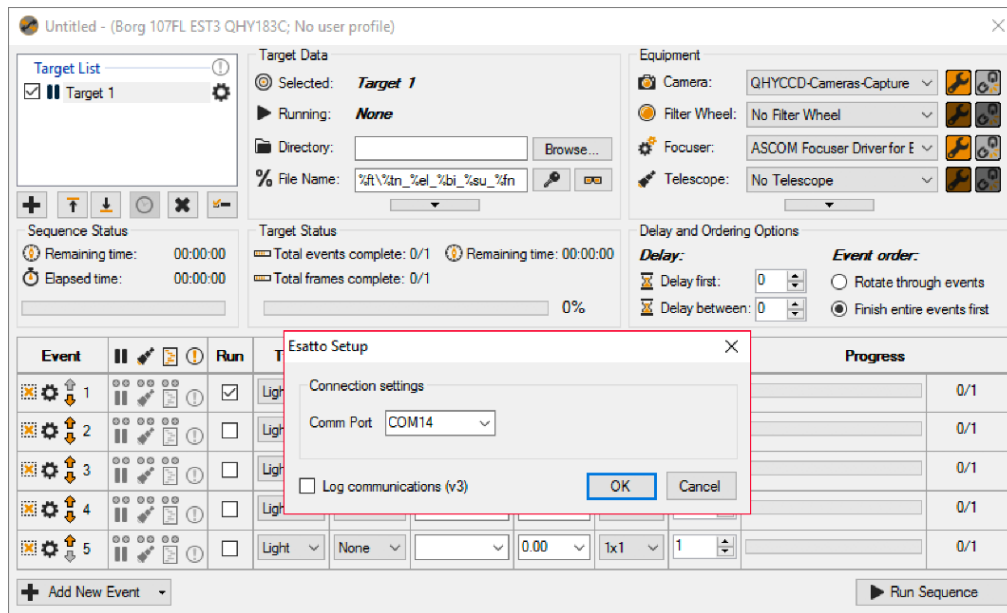 Untitled - (Borg 107FL EST3 QHY183C; No user profile)
Target List
Target 1
Target Data
Selected: Target 1
Running: None
Directory: Browse...
% File Name: %ft\%tn_%el_%bi_%su_%fn
Equipment
Camera: QHYCCD-Cameras-Capture
Filter Wheel: No Filter Wheel
Focuser: ASCOM Focuser Driver for E
Telescope: No Telescope
Sequence Status
Remaining time: 00:00:00
Elapsed time: 00:00:00
Target Status
Total events complete: 0/1 Remaining time: 00:00:00
Total frames complete: 0/1
0%
Delay and Ordering Options
Delay: Event order:
Delay first: 0 Rotate through events
Delay between: 0 Finish entire events first
Event Run T Progress
1 Ligh 0/1
2 Ligh 0/1
3 Ligh 0/1
4 Ligh 0/1
5 Light None 0.00 1x1 1 0/1
Esatto Setup
Connection settings
Comm Port COM14
Log communications (v3) OK Cancel
Add New Event Run Sequence